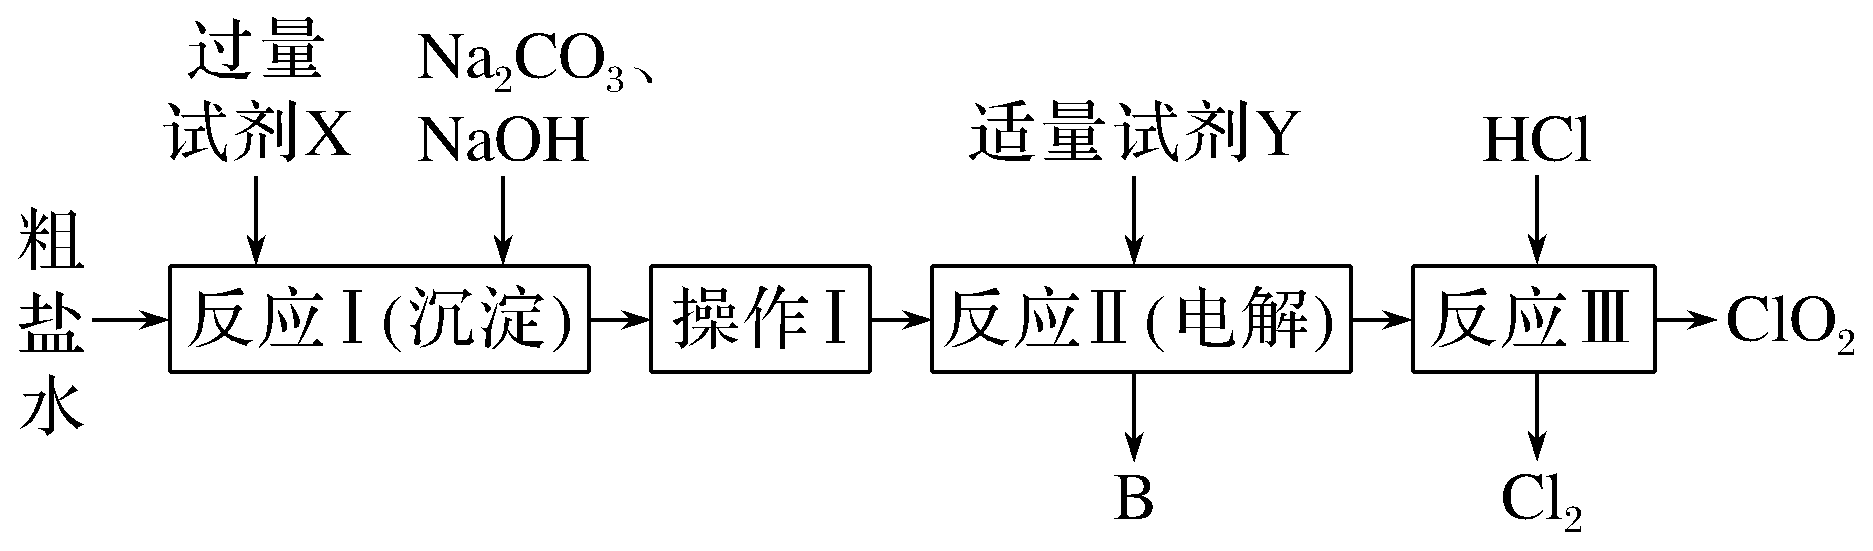 过量
试剂X
Na₂CO₃、
NaOH
适量试剂Y
HCl
粗
盐
水
反应Ⅰ(沉淀)
操作Ⅰ
反应Ⅱ(电解)
反应Ⅲ
ClO₂
B
Cl₂